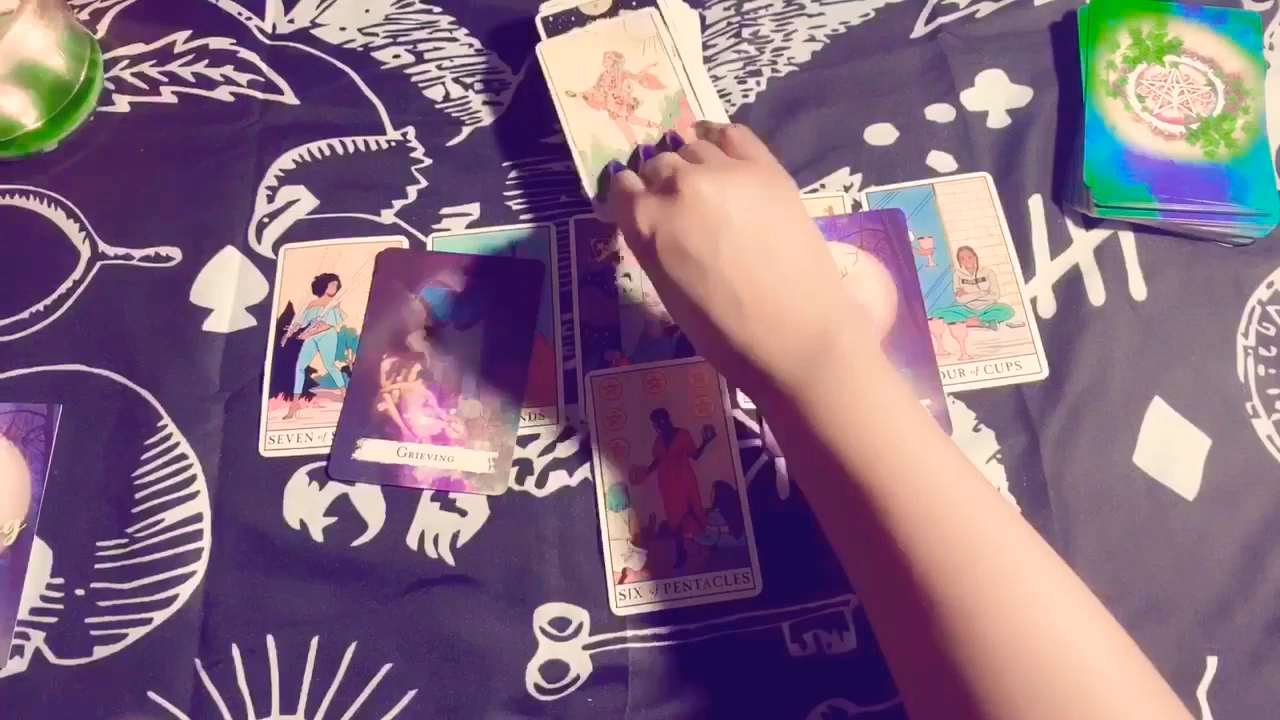 SEVEN of
GRIEVING
NDS
SIX of PENTACLES
OUR of CUPS